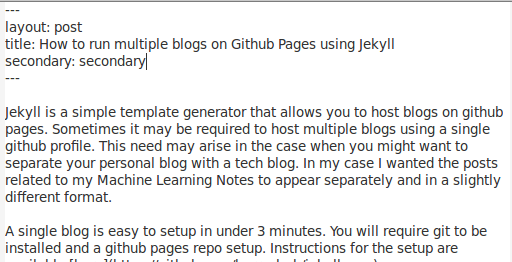 ---
layout: post
title: How to run multiple blogs on Github Pages using Jekyll
secondary: secondary
---
Jekyll is a simple template generator that allows you to host blogs on github
pages. Sometimes it may be required to host multiple blogs using a single
github profile. This need may arise in the case when you might want to
separate your personal blog with a tech blog. In my case I wanted the posts
related to my Machine Learning Notes to appear separately and in a slightly
different format.
A single blog is easy to setup in under 3 minutes. You will require git to be
installed and a github pages repo setup. Instructions for the setup are